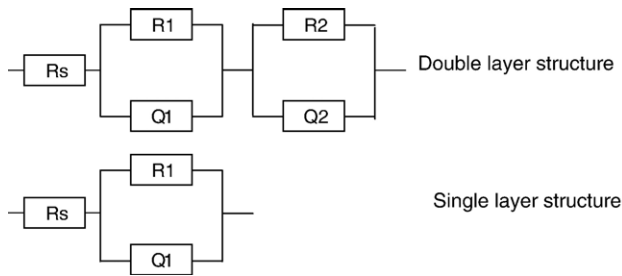 R1
R2
Rs
Double layer structure
Q1
Q2
R1
Rs
Single layer structure
Q1